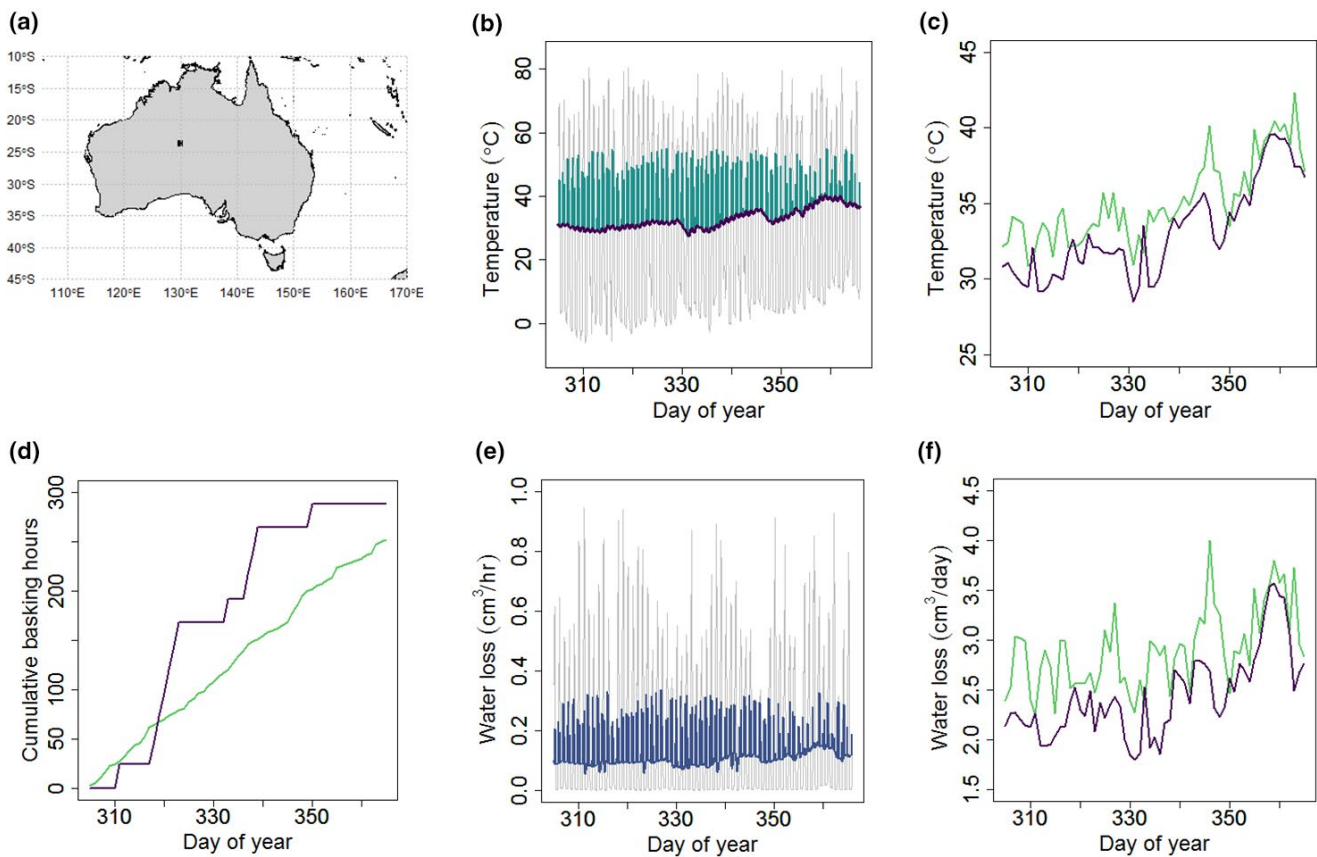 (a)
10°S
15°S
20°S
25°S
30°S
35°S
40°S
45°S
110°E 120°E 130°E 140°E 150°E 160°E 170°E
(b)
Temperature (°C)
80
60
40
20
0
310 330 350
Day of year
(c)
Temperature (°C)
45
40
35
30
25
310 330 350
Day of year
(d)
Cumulative basking hours
300
200
100
50
0
310 330 350
Day of year
(e)
Water loss (cm³/hr)
1.0
0.8
0.6
0.4
0.2
0.0
310 330 350
Day of year
(f)
Water loss (cm³/day)
4.5
4.0
3.5
3.0
2.5
2.0
1.5
310 330 350
Day of year